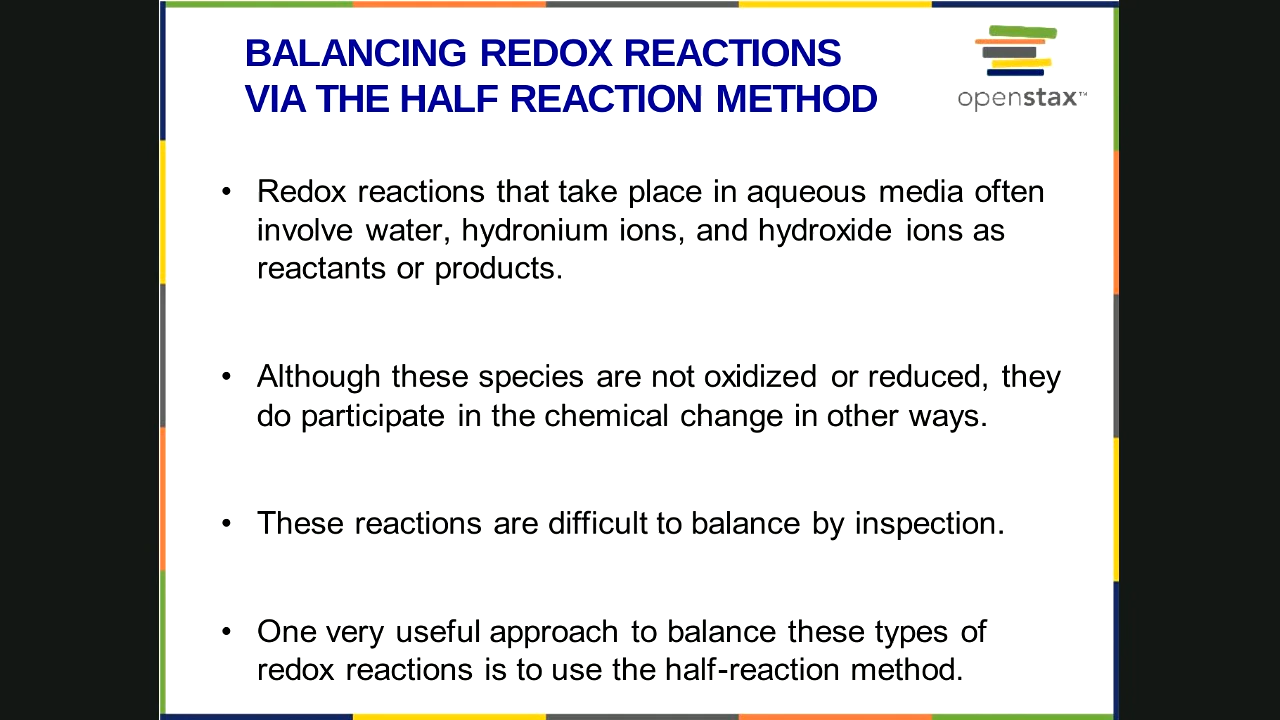 BALANCING REDOX REACTIONS
VIA THE HALF REACTION METHOD
openstax™
• Redox reactions that take place in aqueous media often
involve water, hydronium ions, and hydroxide ions as
reactants or products.
• Although these species are not oxidized or reduced, they
do participate in the chemical change in other ways.
• These reactions are difficult to balance by inspection.
• One very useful approach to balance these types of
redox reactions is to use the half-reaction method.